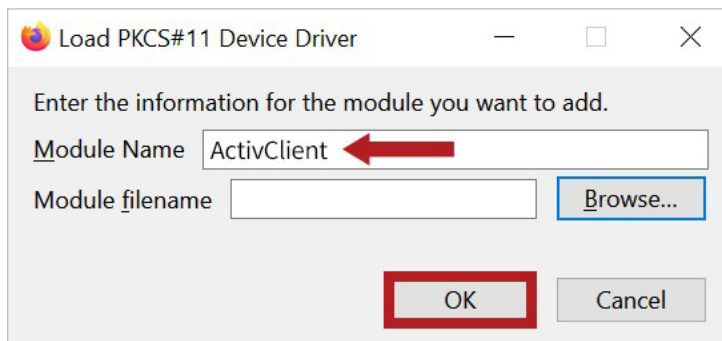 Load PKCS#11 Device Driver
Enter the information for the module you want to add.
Module Name ActivClient
Module filename Browse...
OK Cancel